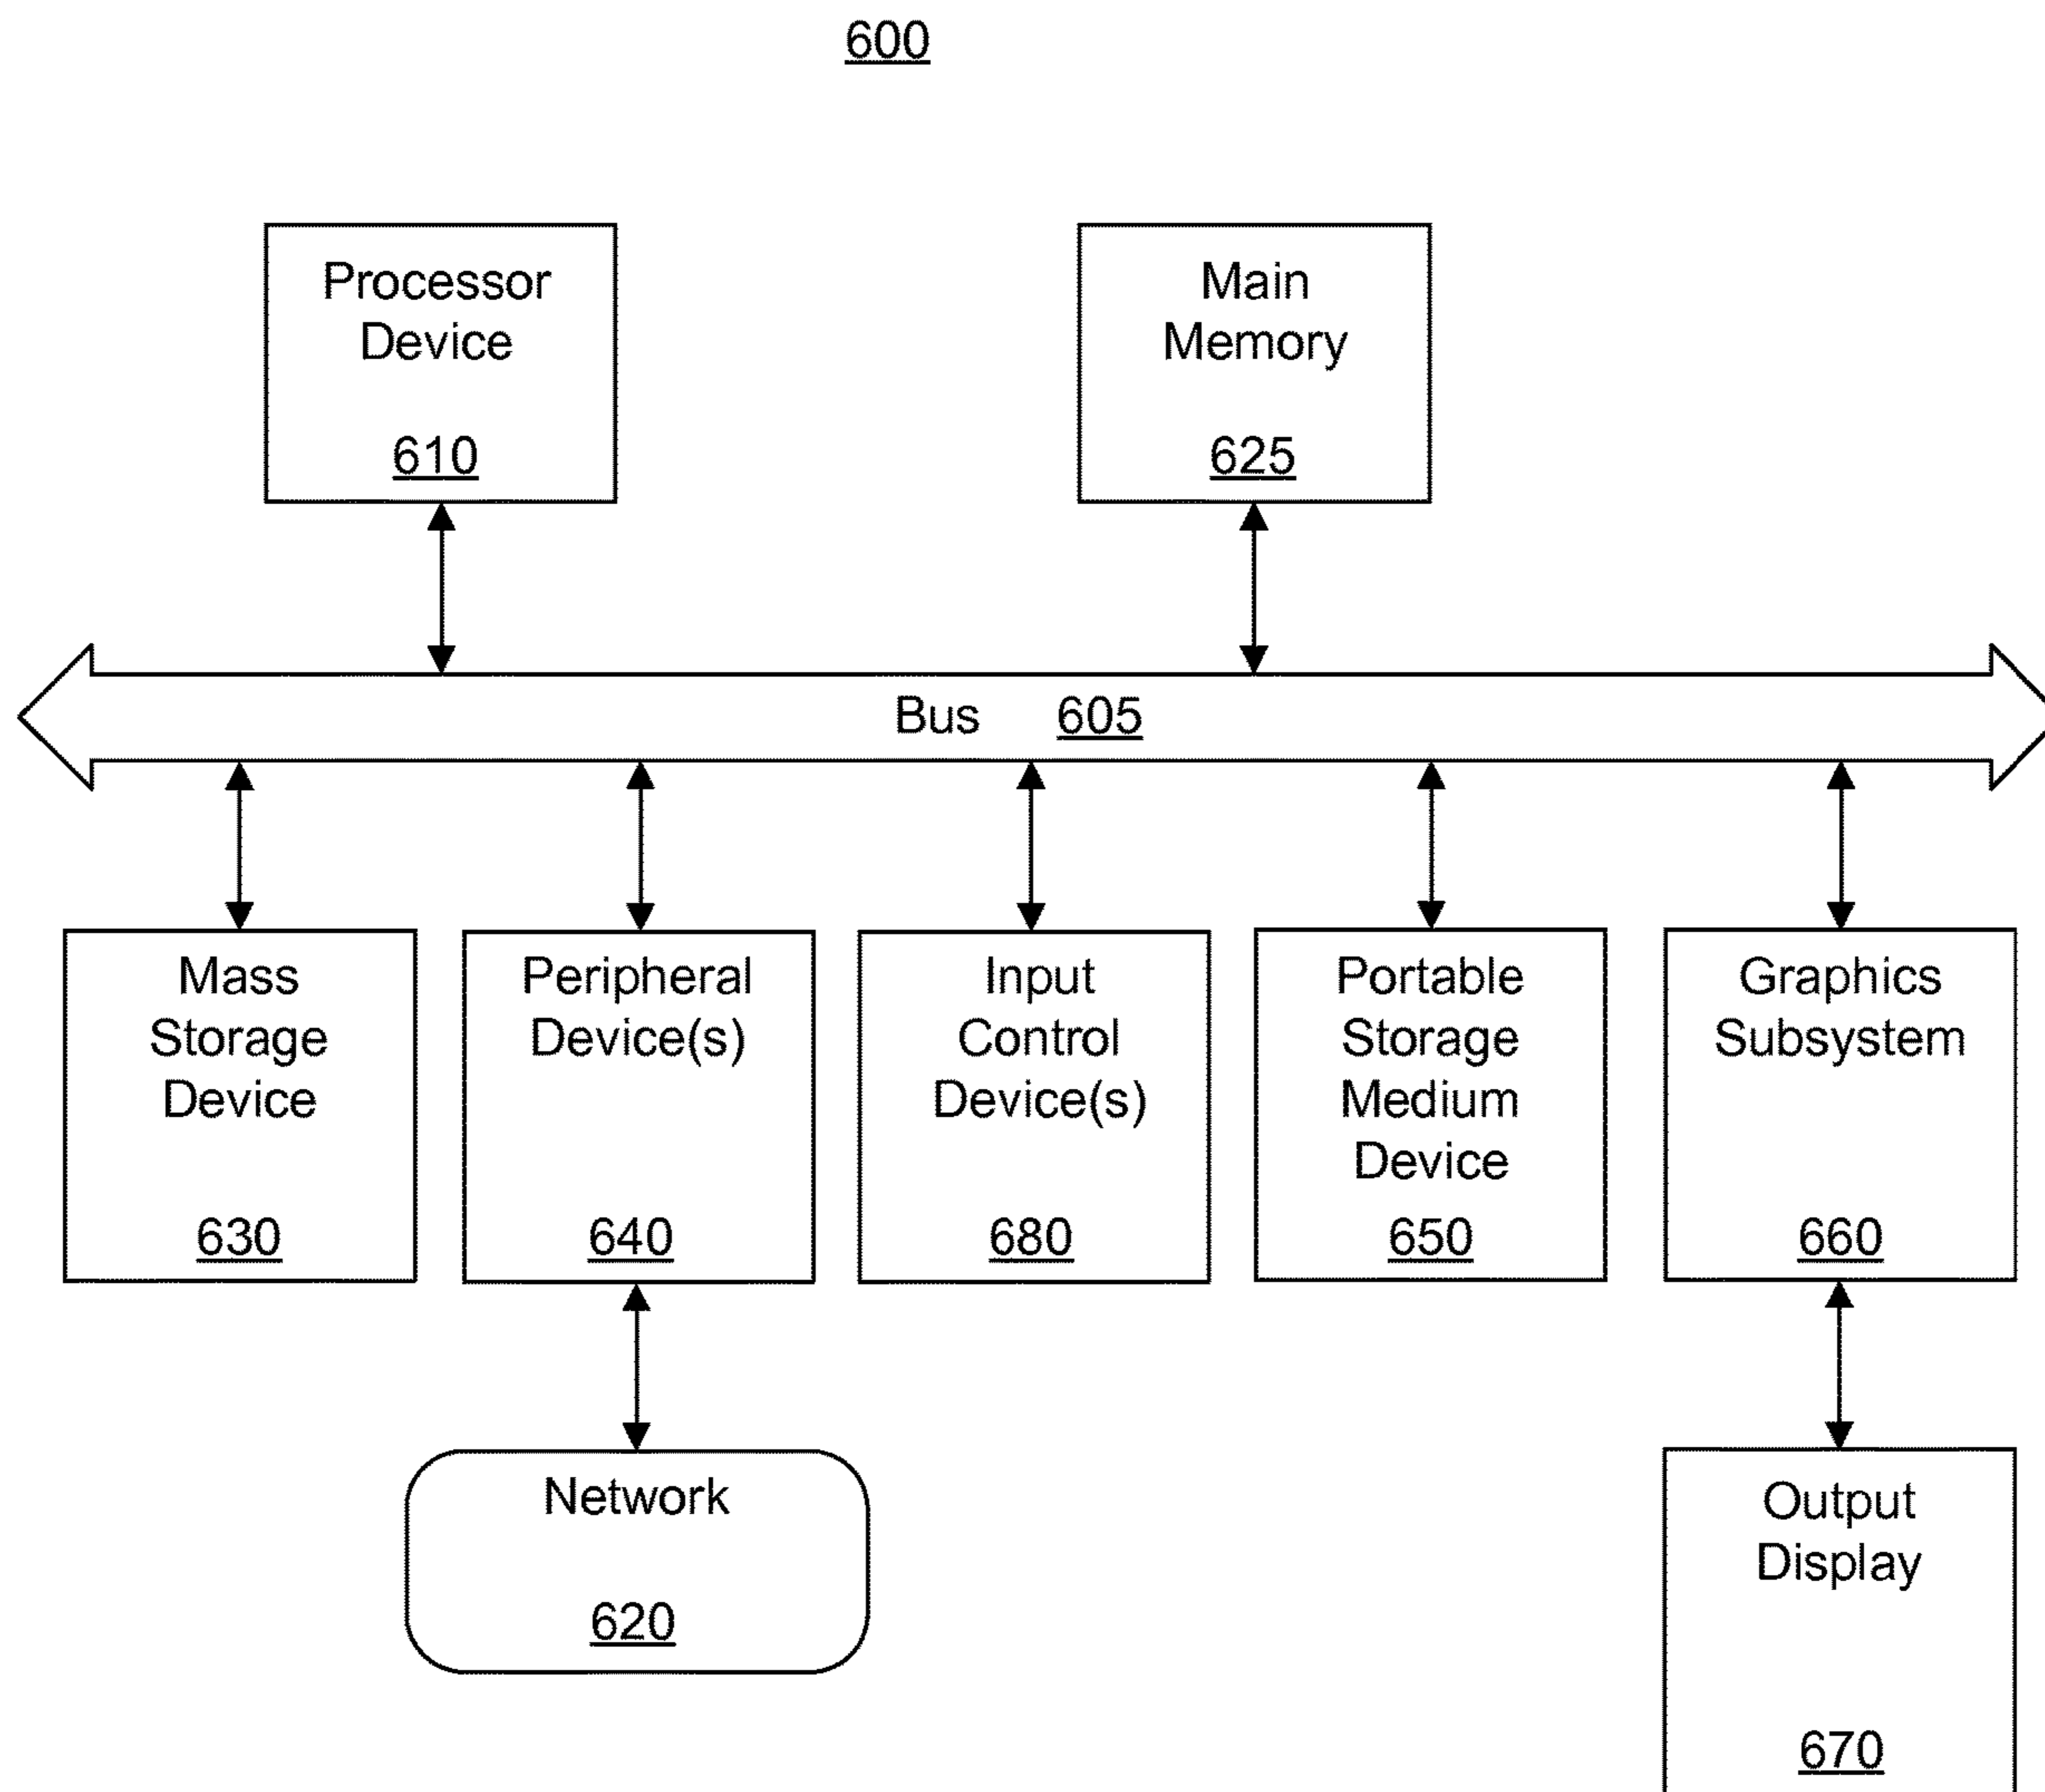 600
Processor
Device
610
Main
Memory
625
Bus 605
Mass
Storage
Device
630
Peripheral
Device(s)
640
Input
Control
Device(s)
680
Portable
Storage
Medium
Device
650
Graphics
Subsystem
660
Network
620
Output
Display
670